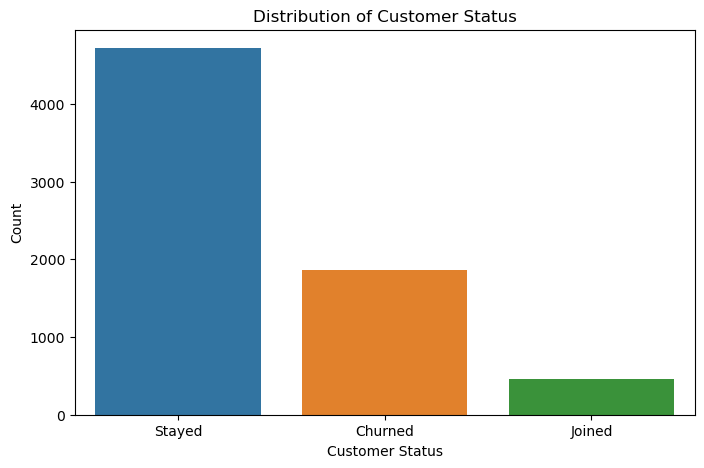 Distribution of Customer Status
Count
4000
3000
2000
1000
0
Stayed
Churned
Joined
Customer Status